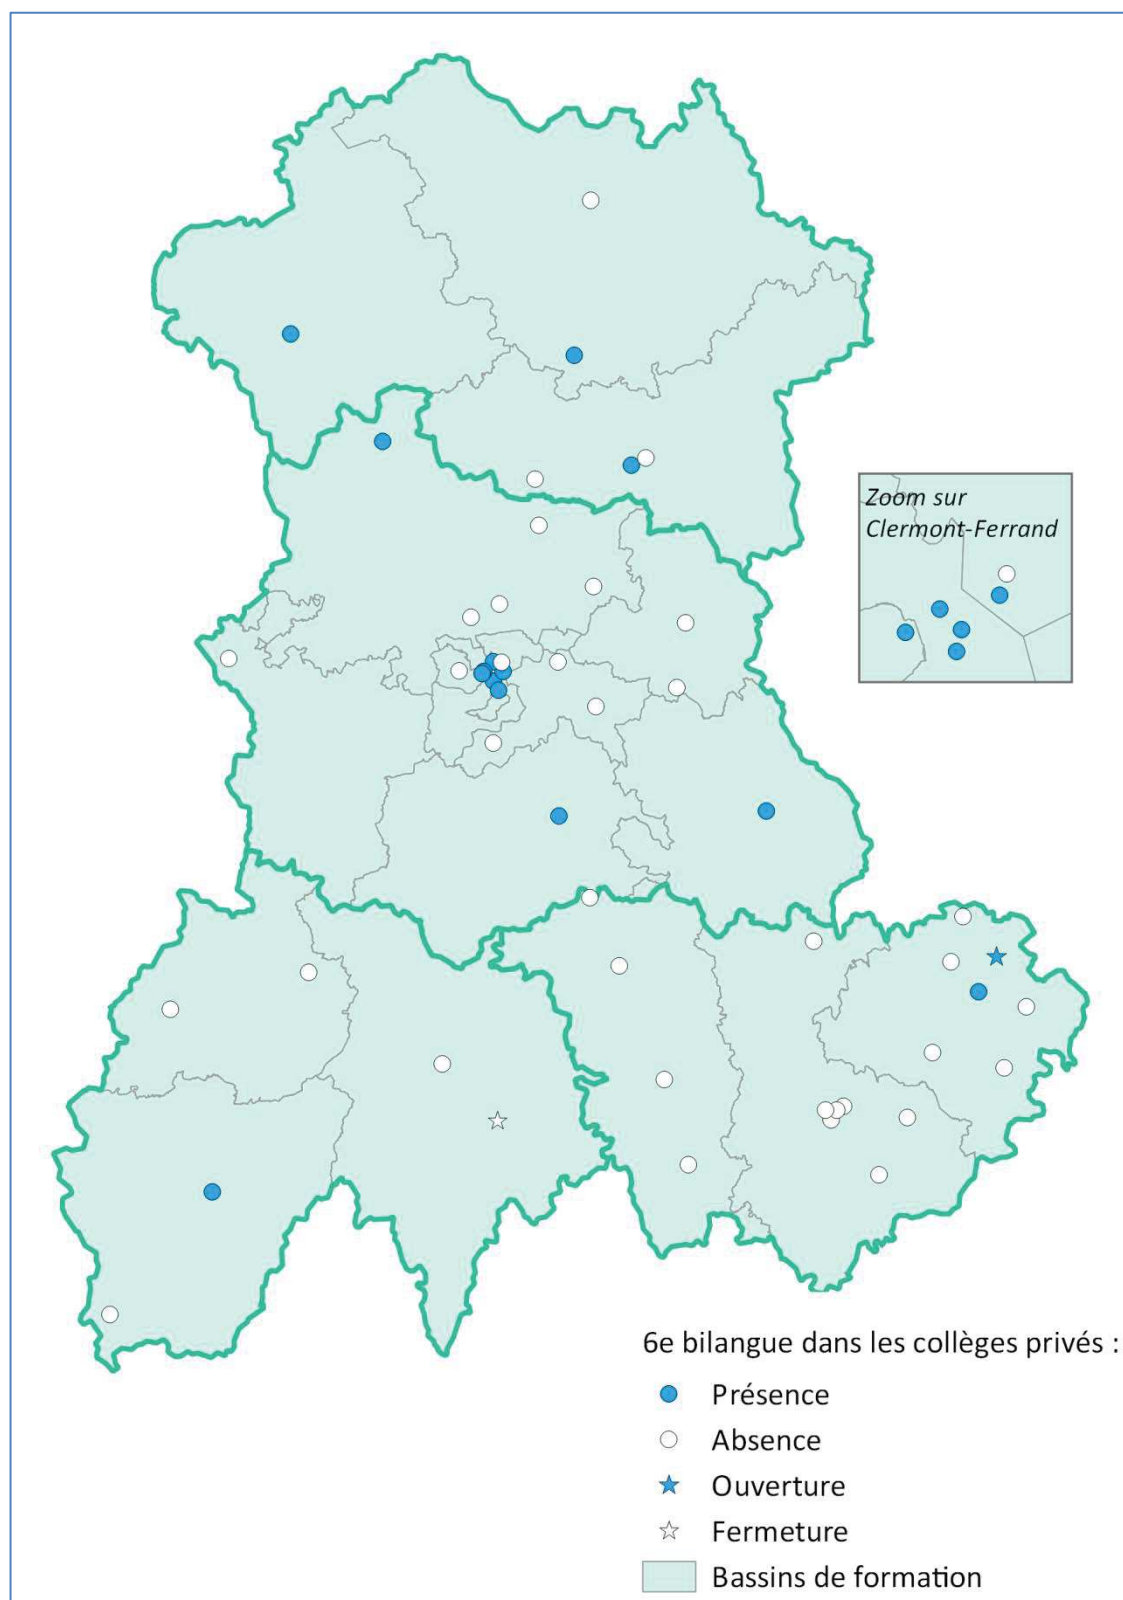 Zoom sur
Clermont-Ferrand
6e bilangue dans les collèges privés :
Présence
Absence
Ouverture
Fermeture
Bassins de formation